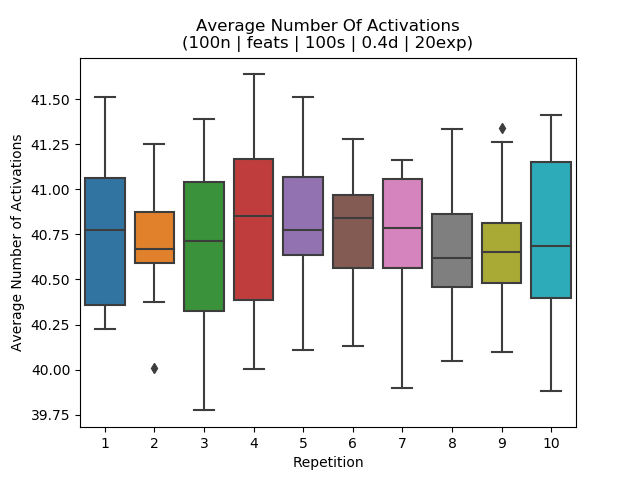 Average Number Of Activations
(100n | feats | 100s | 0.4d | 20exp)
Average Number of Activations
41.50
41.25
41.00
40.75
40.50
40.25
40.00
39.75
1 2 3 4 5 6 7 8 9 10
Repetition